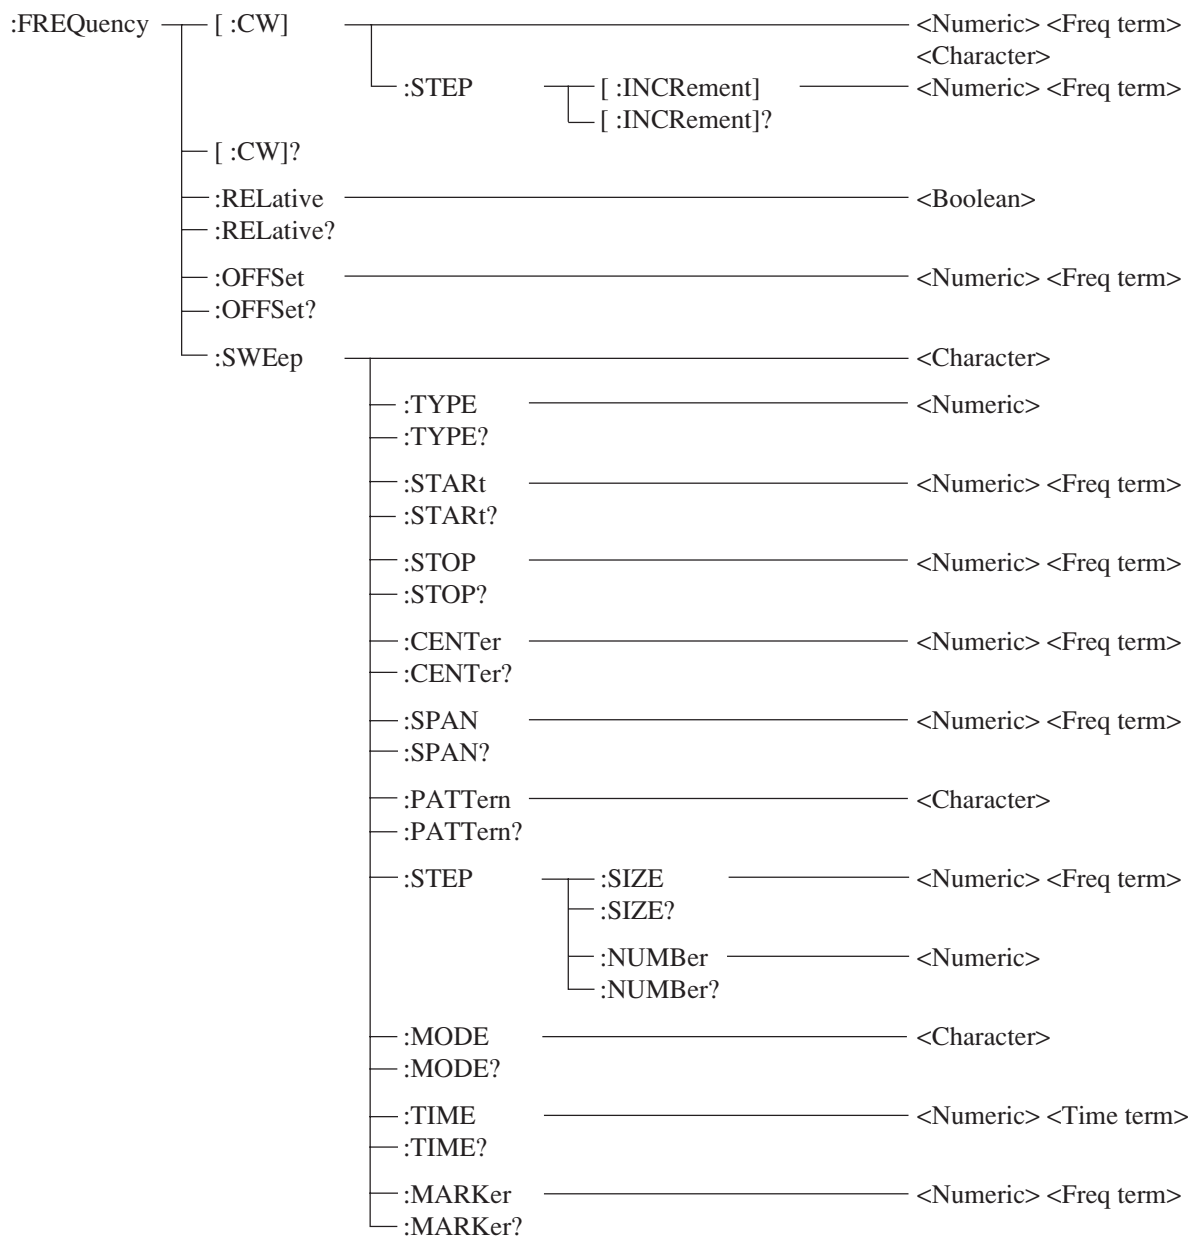 :FREQuency [ :CW] <Numeric> <Freq term>
<Character>
:STEP [ :INCRement] <Numeric> <Freq term>
[ :INCRement]?
[ :CW]?
:RELative <Boolean>
:RELative?
:OFFSet <Numeric> <Freq term>
:OFFSet?
:SWEep <Character>
:TYPE <Numeric>
:TYPE?
:STARt <Numeric> <Freq term>
:STARt?
:STOP <Numeric> <Freq term>
:STOP?
:CENTer <Numeric> <Freq term>
:CENTer?
:SPAN <Numeric> <Freq term>
:SPAN?
:PATTern <Character>
:PATTern?
:STEP :SIZE <Numeric> <Freq term>
:SIZE?
:NUMBer <Numeric>
:NUMBer?
:MODE <Character>
:MODE?
:TIME <Numeric> <Time term>
:TIME?
:MARKer <Numeric> <Freq term>
:MARKer?